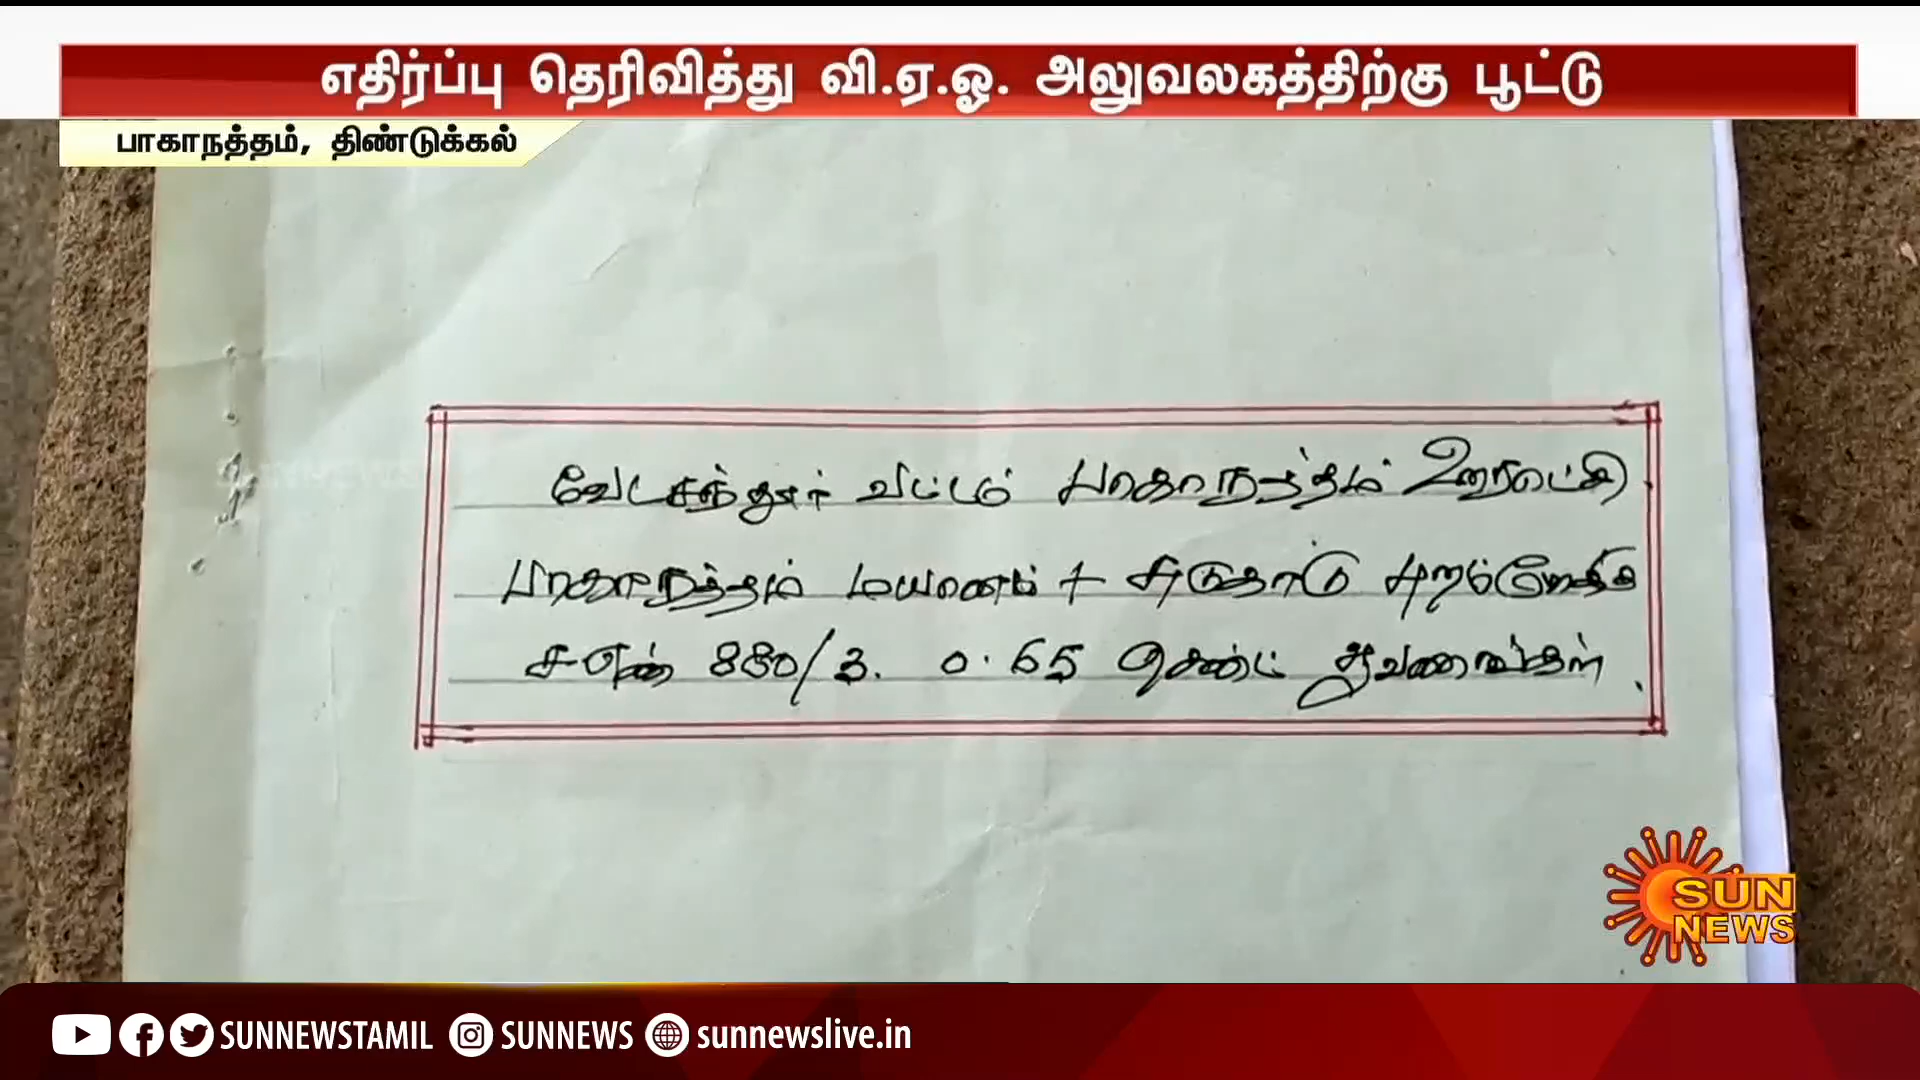 எதிர்ப்பு தெரிவித்து வி.ஏ.ஓ. அலுவலகத்திற்கு பூட்டு
பாகாநத்தம், திண்டுக்கல்
வேடசந்தூர் வட்டம் பாகாநத்தம் ஊராட்சி
பாகாநத்தம் மயானம் + சுடுகாடு புறம்போக்கு
ச.எண் 880/3. 0.65 செண்ட் ஆவணங்கள்.
SUN
NEWS
SUNNEWSTAMIL SUNNEWS sunnewslive.in